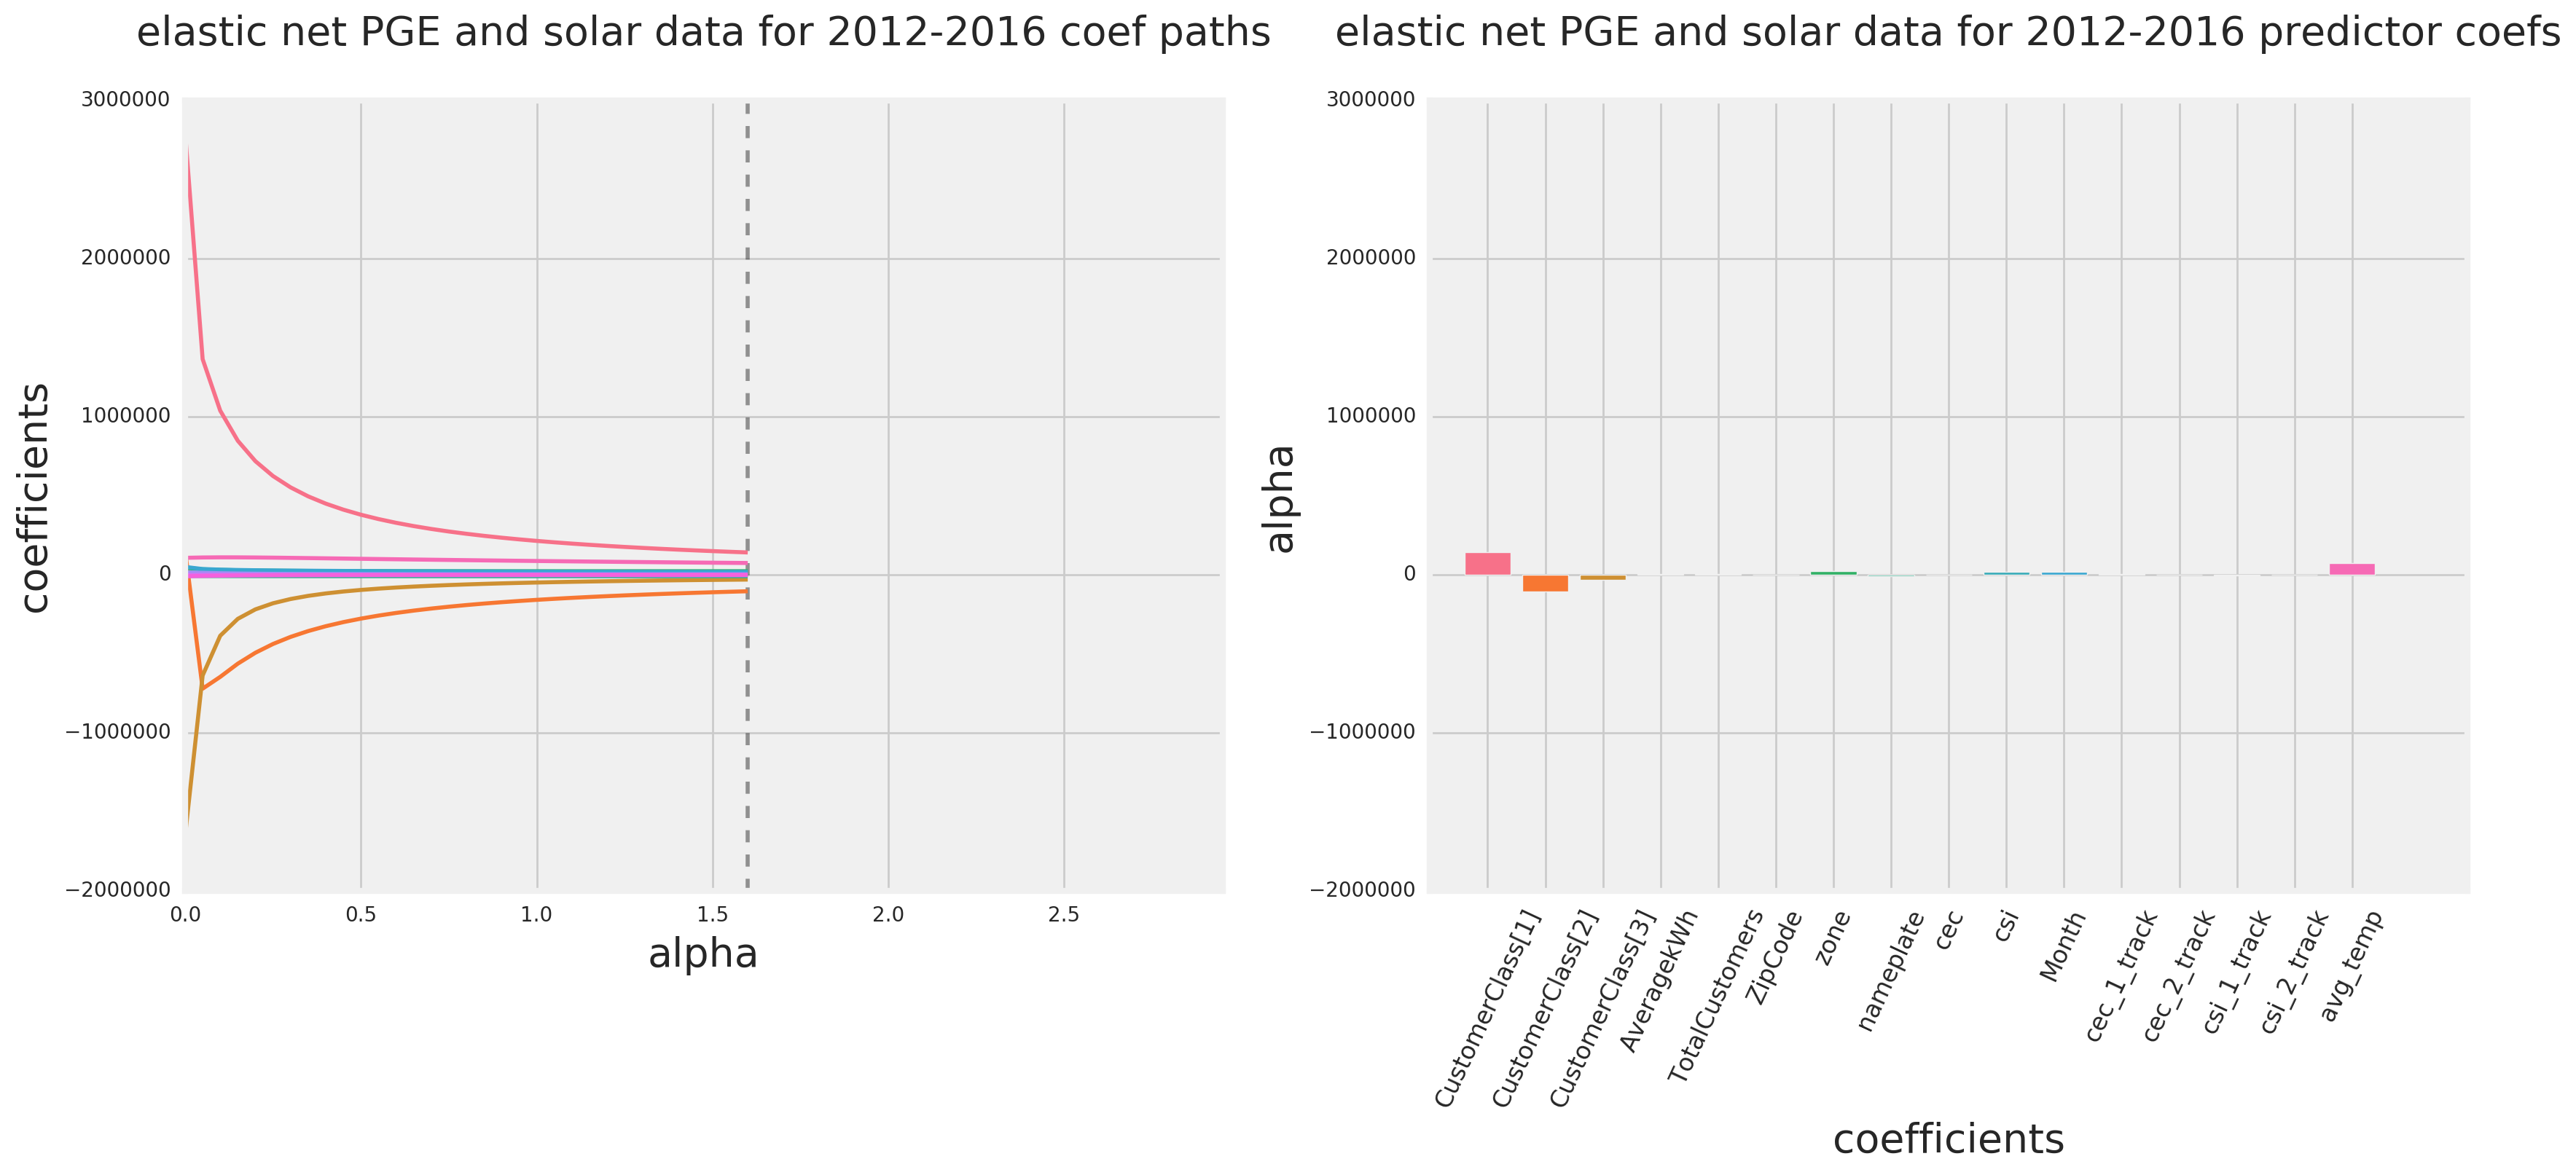 elastic net PGE and solar data for 2012-2016 coef paths
3000000
2000000
1000000
0
−1000000
−2000000
coefficients
0.0 0.5 1.0 1.5 2.0 2.5
alpha
elastic net PGE and solar data for 2012-2016 predictor coefs
3000000
2000000
1000000
0
−1000000
−2000000
alpha
CustomerClass[1]
CustomerClass[2]
CustomerClass[3]
AveragekWh
TotalCustomers
ZipCode
zone
nameplate
cec
csi
Month
cec_1_track
cec_2_track
csi_1_track
csi_2_track
avg_temp
coefficients